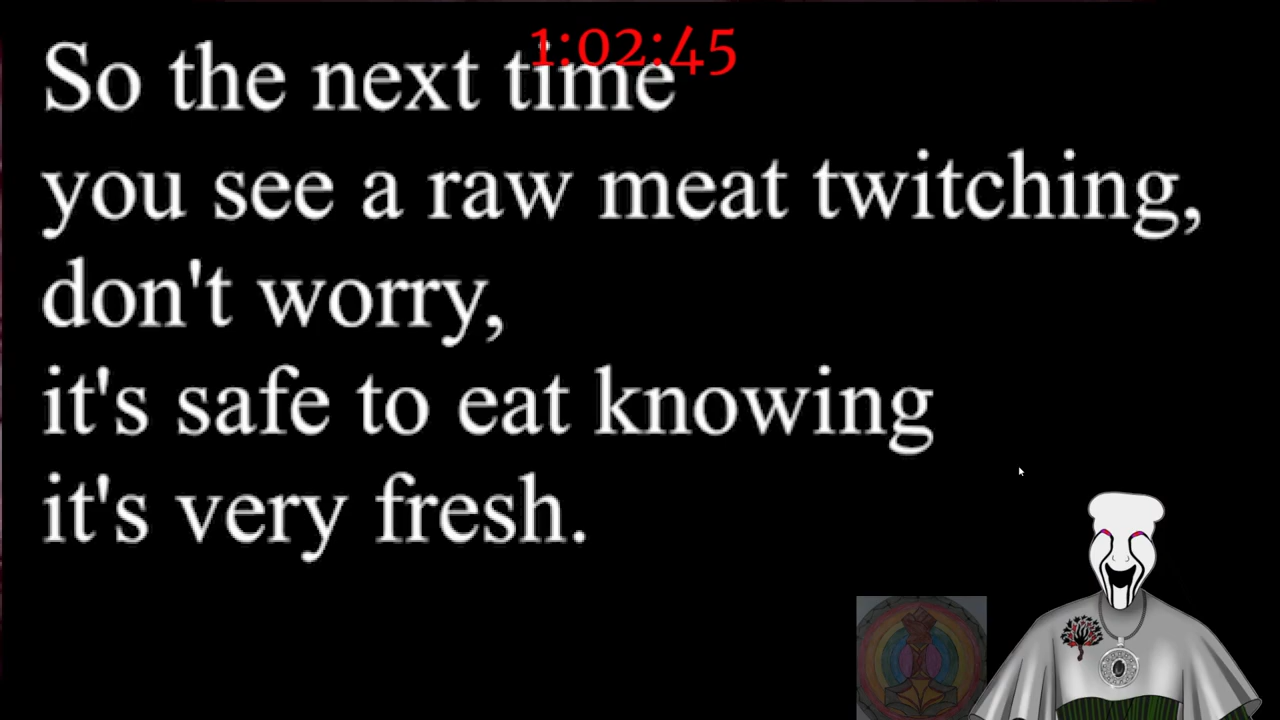 1:02:45
So the next time
you see a raw meat twitching,
don't worry,
it's safe to eat knowing
it's very fresh.